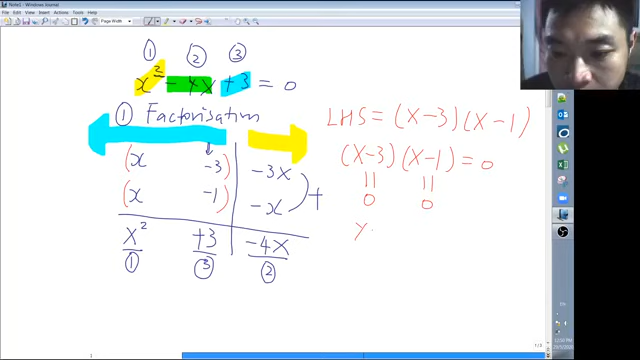 Note1 - Windows Journal
File Edit View Insert Actions Tools Help
Page Width
① ② ③
x² - 4x + 3 = 0
① Factorisation
LHS = (x-3)(x-1)
(x -3) -3x
(x-3)(x-1) = 0
(x -1) -x +
|| ||
0 0
x² +3 -4x
① ③ ②
x